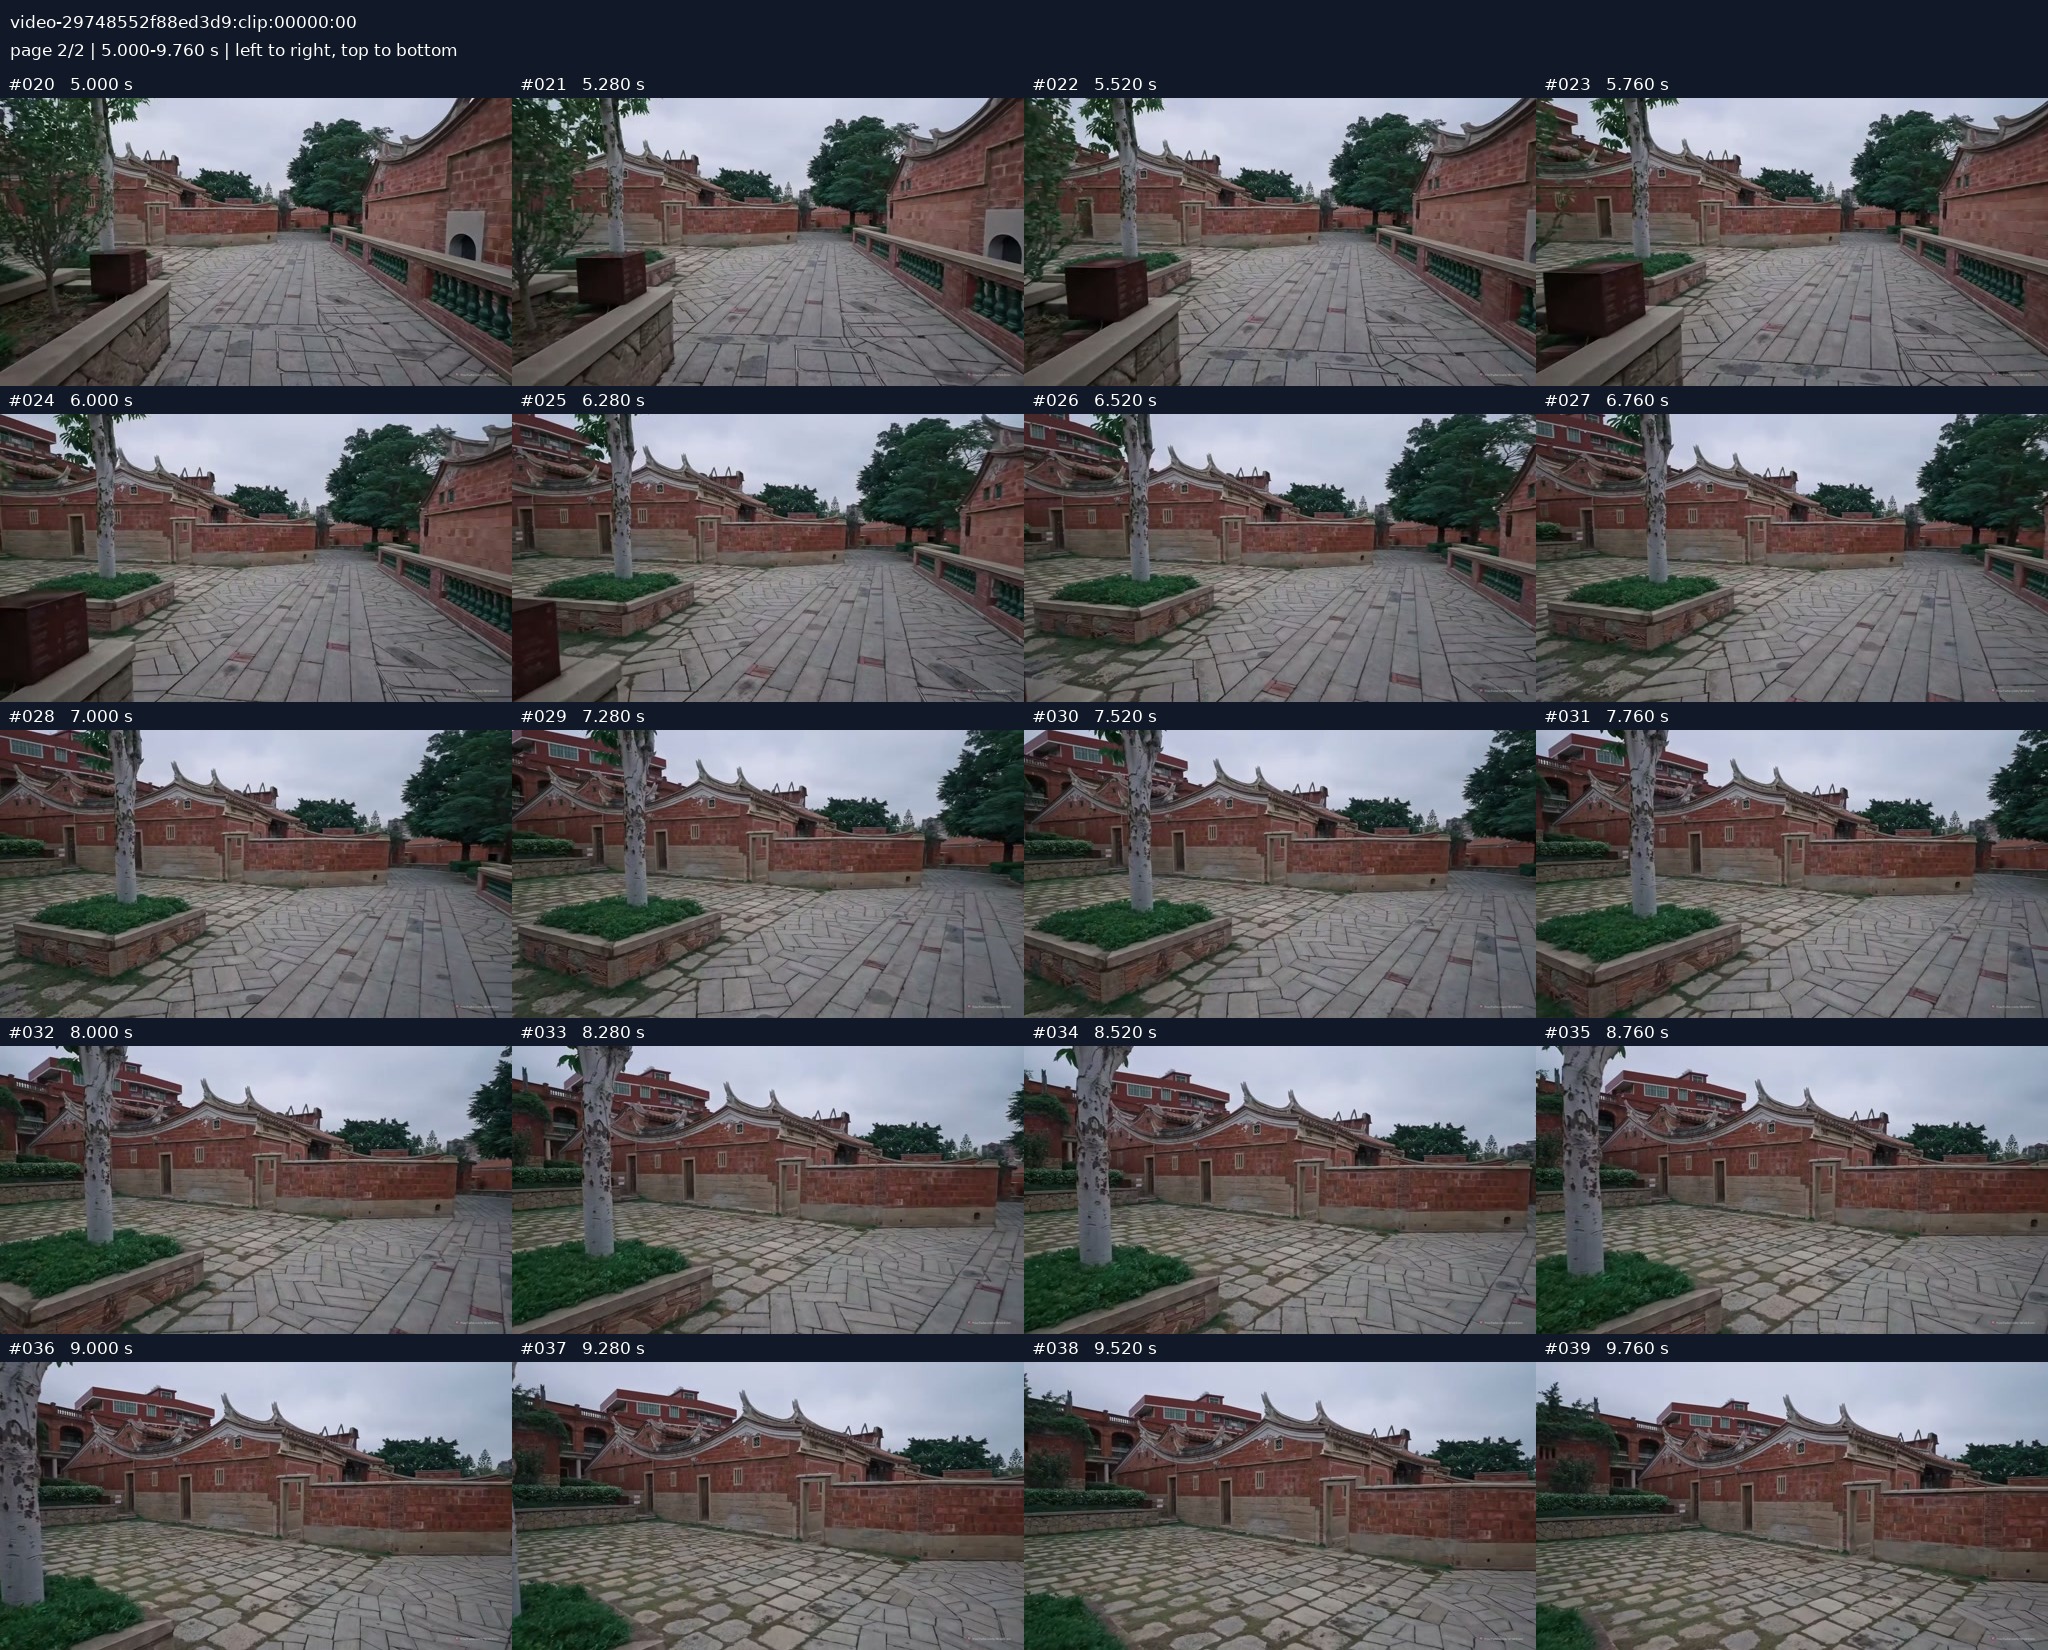 video-29748552f88ed3d9:clip:00000:00
page 2/2 | 5.000-9.760 s | left to right, top to bottom
#020 5.000 s
#021 5.280 s
#022 5.520 s
#023 5.760 s
#024 6.000 s
#025 6.280 s
#026 6.520 s
#027 6.760 s
#028 7.000 s
#029 7.280 s
#030 7.520 s
#031 7.760 s
#032 8.000 s
#033 8.280 s
#034 8.520 s
#035 8.760 s
#036 9.000 s
#037 9.280 s
#038 9.520 s
#039 9.760 s